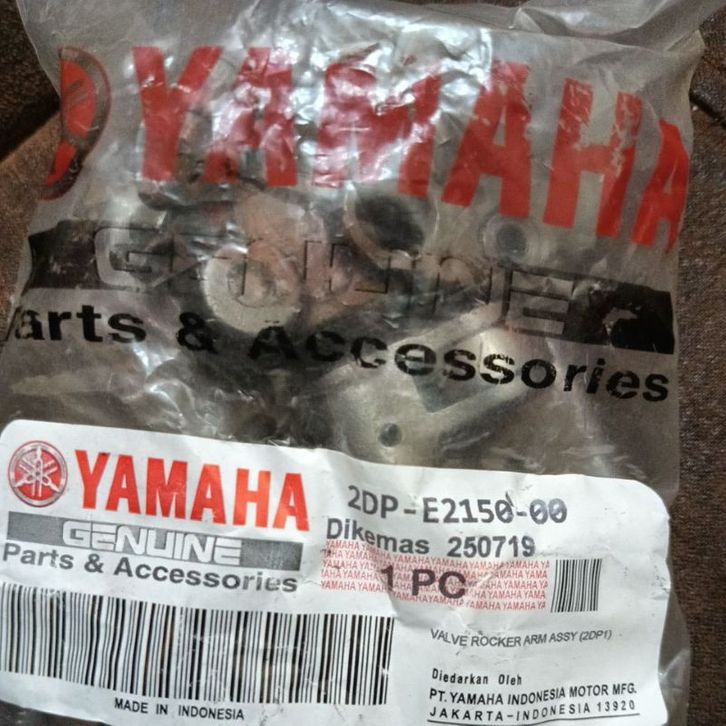 YAMAHA
GENUINE
Parts & Accessories
YAMAHA
GENUINE
Parts & Accessories
MADE IN INDONESIA
2DP-E2150-00
Dikemas 250719
1 PC
VALVE ROCKER ARM ASSY (2DP1)
Diedarkan Oleh
PT. YAMAHA INDONESIA MOTOR MFG.
JAKARTA-INDONESIA 13920